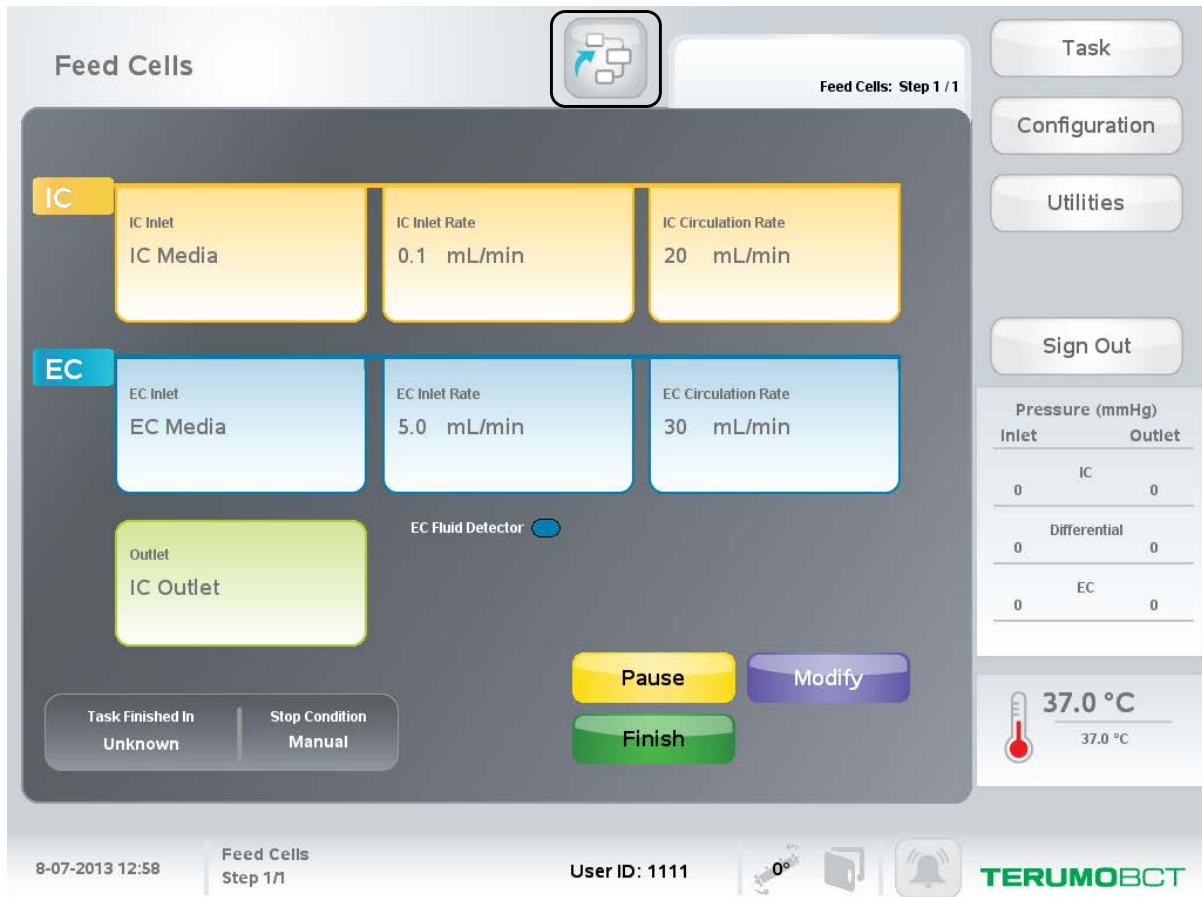 Feed Cells
Feed Cells: Step 1 / 1
Task
Configuration
Utilities
Sign Out
IC
IC Inlet
IC Media
IC Inlet Rate
0.1 mL/min
IC Circulation Rate
20 mL/min
EC
EC Inlet
EC Media
EC Inlet Rate
5.0 mL/min
EC Circulation Rate
30 mL/min
Outlet
IC Outlet
EC Fluid Detector
Pause
Modify
Finish
Task Finished In
Unknown
Stop Condition
Manual
Pressure (mmHg)
Inlet Outlet
IC
0 0
Differential
0 0
EC
0 0
37.0 °C
37.0 °C
8-07-2013 12:58
Feed Cells
Step 1/1
User ID: 1111
0°
TERUMOBCT